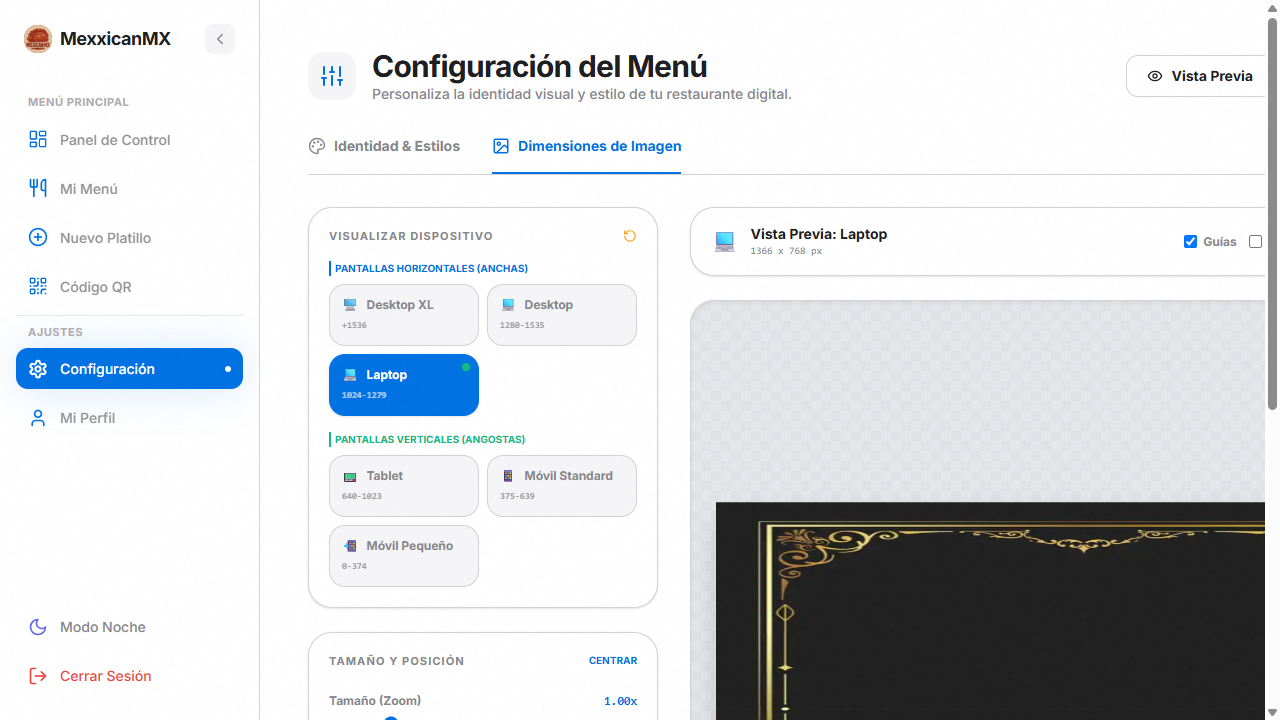 MexxicanMX
MENÚ PRINCIPAL
Panel de Control
Mi Menú
Nuevo Platillo
Código QR
AJUSTES
Configuración
Mi Perfil
Modo Noche
Cerrar Sesión
Configuración del Menú
Personaliza la identidad visual y estilo de tu restaurante digital.
Vista Previa
Identidad & Estilos
Dimensiones de Imagen
VISUALIZAR DISPOSITIVO
PANTALLAS HORIZONTALES (ANCHAS)
Desktop XL
+1536
Desktop
1280-1535
Laptop
1024-1279
PANTALLAS VERTICALES (ANGOSTAS)
Tablet
640-1023
Móvil Standard
375-639
Móvil Pequeño
0-374
TAMAÑO Y POSICIÓN
CENTRAR
Tamaño (Zoom)
1.00x
Vista Previa: Laptop
1366 x 768 px
Guías